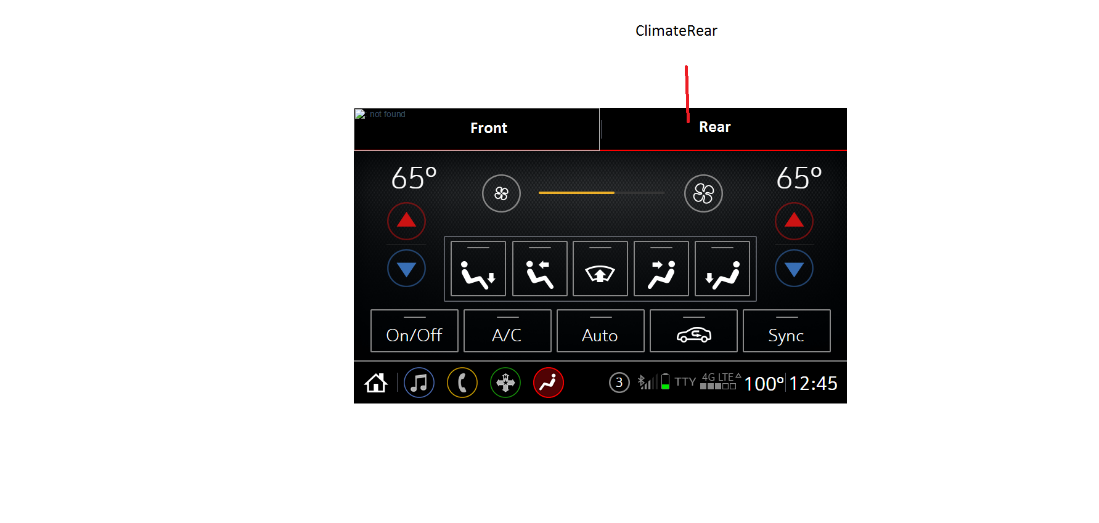 ClimateRear
not found
Front
Rear
65°
65°
On/Off
A/C
Auto
Sync
3
TTY
4G LTE
100°
12:45